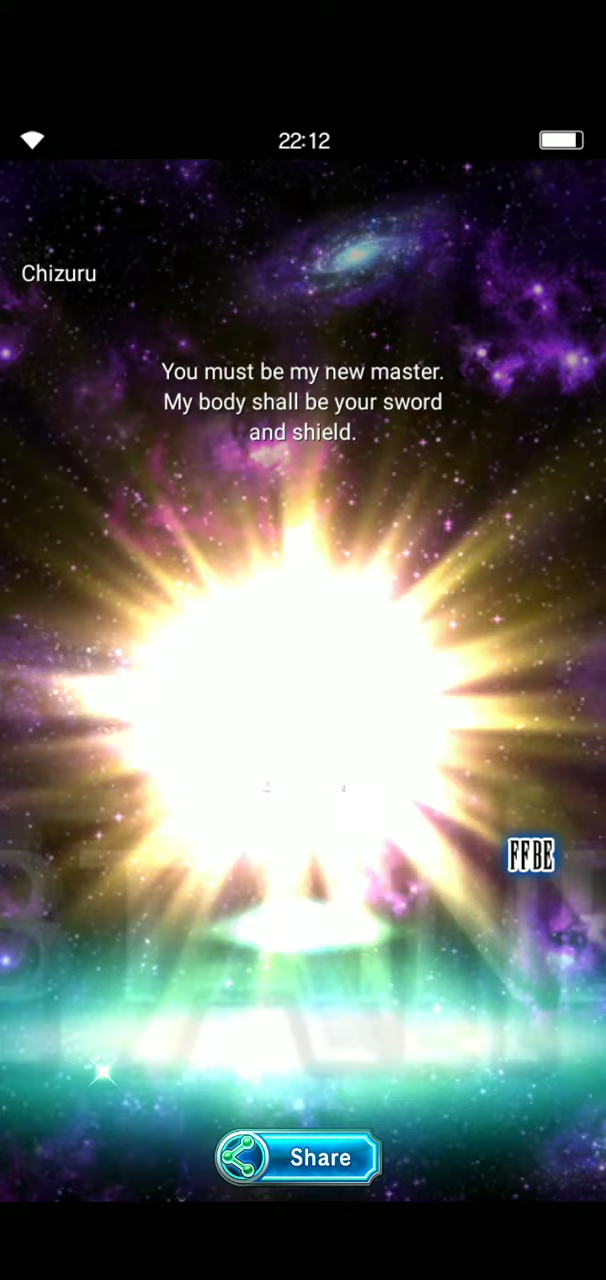 22:12
Chizuru
You must be my new master.
My body shall be your sword
and shield.
FFBE
Share